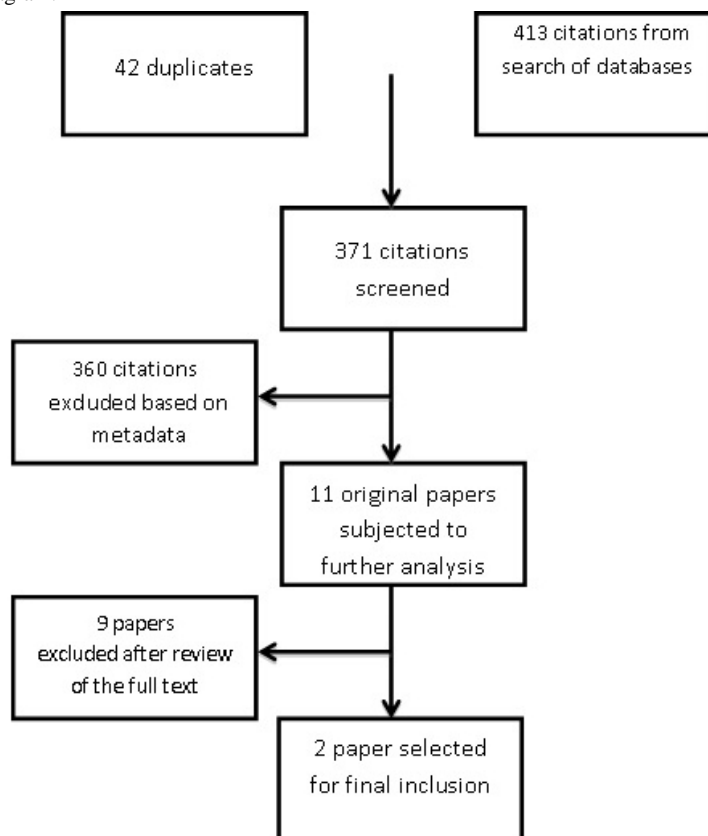 42 duplicates
413 citations from
search of databases
371 citations
screened
360 citations
exduded based on
metadata
11 original papers
subjected to
further analysis
9 papers
excluded after review
of the full text
2 paper selected
for final inclusion